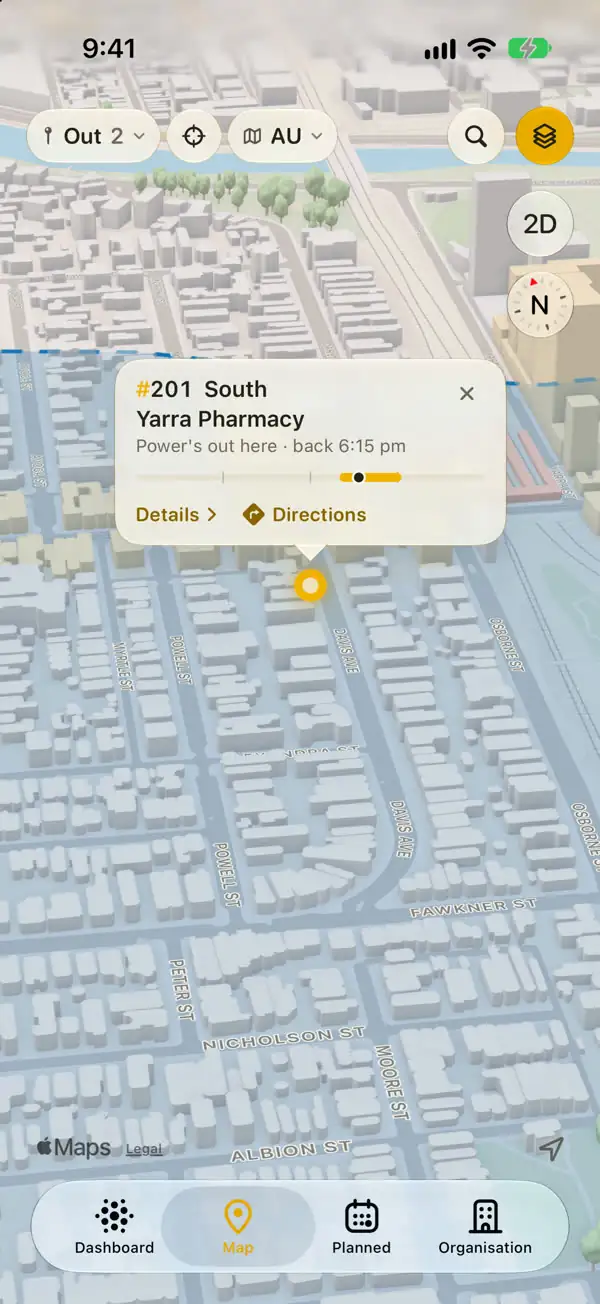 9:41
Out 2
AU
2D
N
#201 South
Yarra Pharmacy
Power's out here · back 6:15 pm
Details
Directions
MYRTLE ST
POWELL ST
DAVIS AVE
OSBORNE ST
DAVIS AVE
OSBORNE S
POWELL ST
FAWKNER ST
PETER ST
NICHOLSON ST
MOORE ST
Maps Legal
ALBION ST
Dashboard
Map
Planned
Organisation